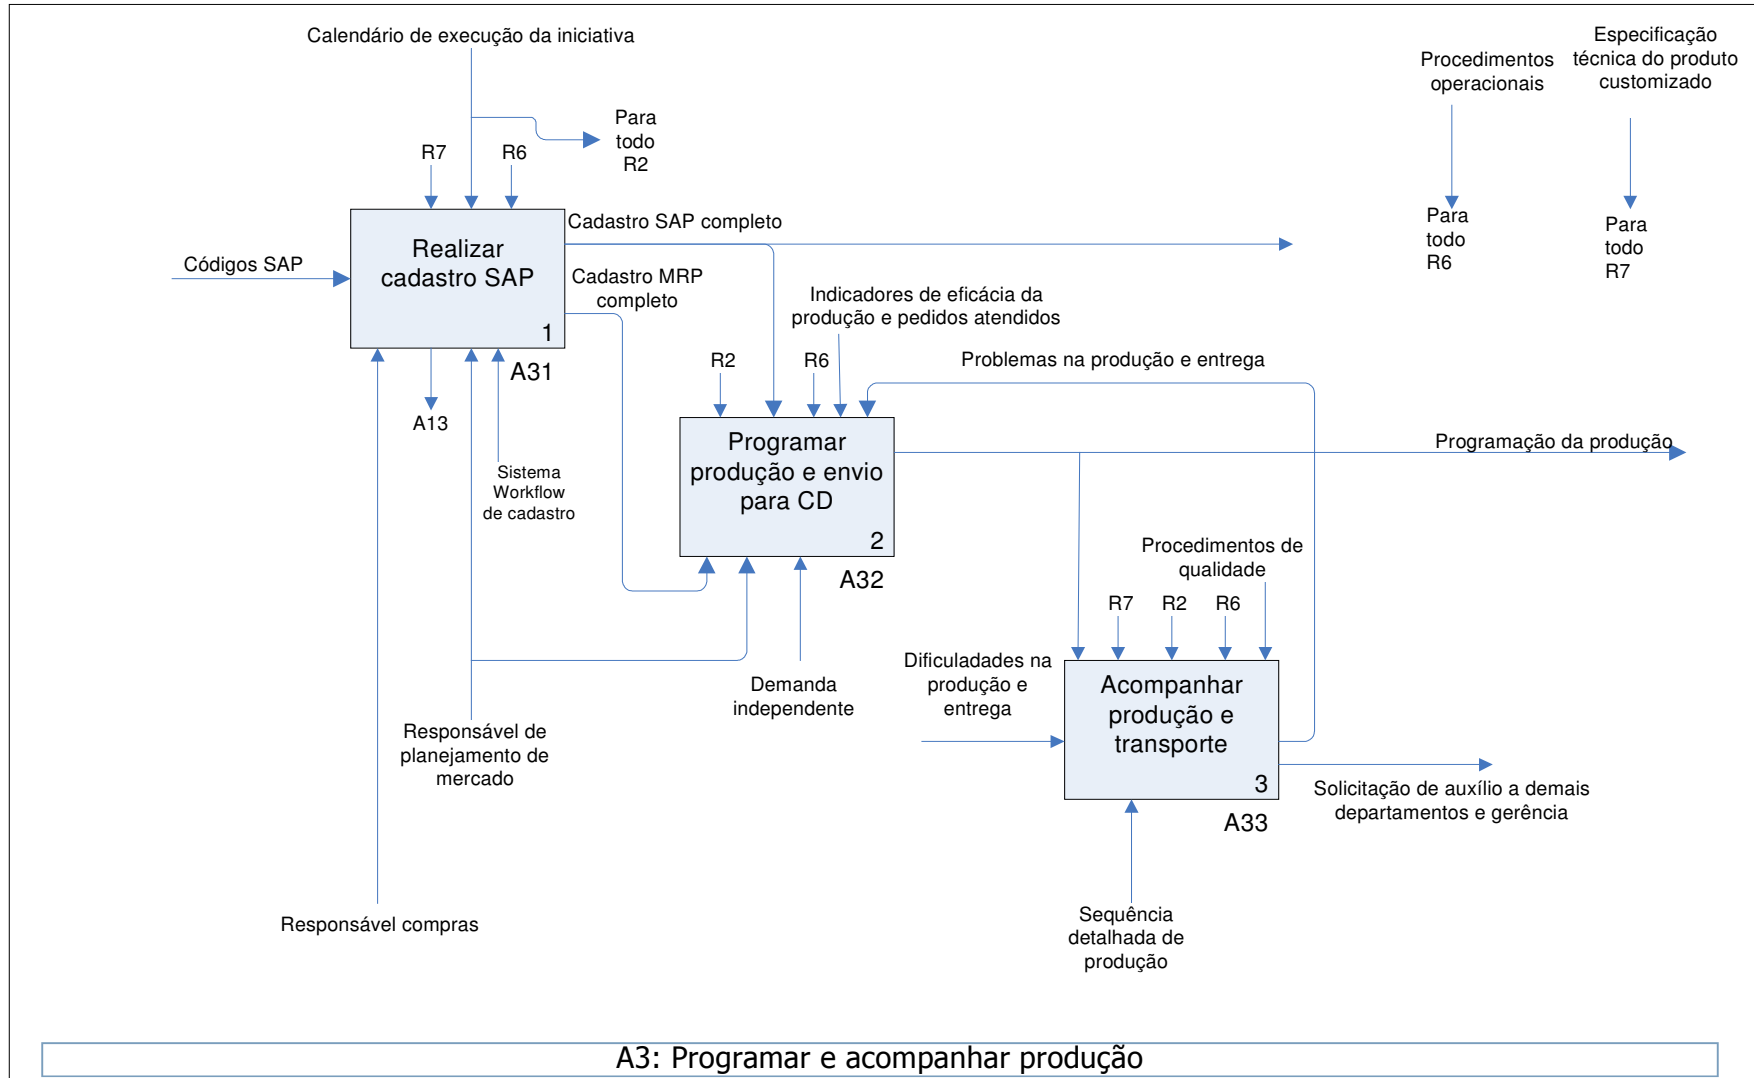 Calendário de execução da iniciativa
Procedimentos
operacionais
Especificação
técnica do produto
customizado
Para
todo
R2
R7
R6
Para
todo
R6
Para
todo
R7
Códigos SAP
Realizar
cadastro SAP
1
A31
Cadastro SAP completo
Cadastro MRP
completo
A13
Sistema
Workflow
de cadastro
Indicadores de eficácia da
produção e pedidos atendidos
Problemas na produção e entrega
R2
R6
Programar
produção e envio
para CD
2
A32
Programação da produção
Procedimentos de
qualidade
R7
R2
R6
Dificuladades na
produção e
entrega
Acompanhar
produção e
transporte
3
A33
Demanda
independente
Responsável de
planejamento de
mercado
Solicitação de auxílio a demais
departamentos e gerência
Responsável compras
Sequência
detalhada de
produção
A3: Programar e acompanhar produção